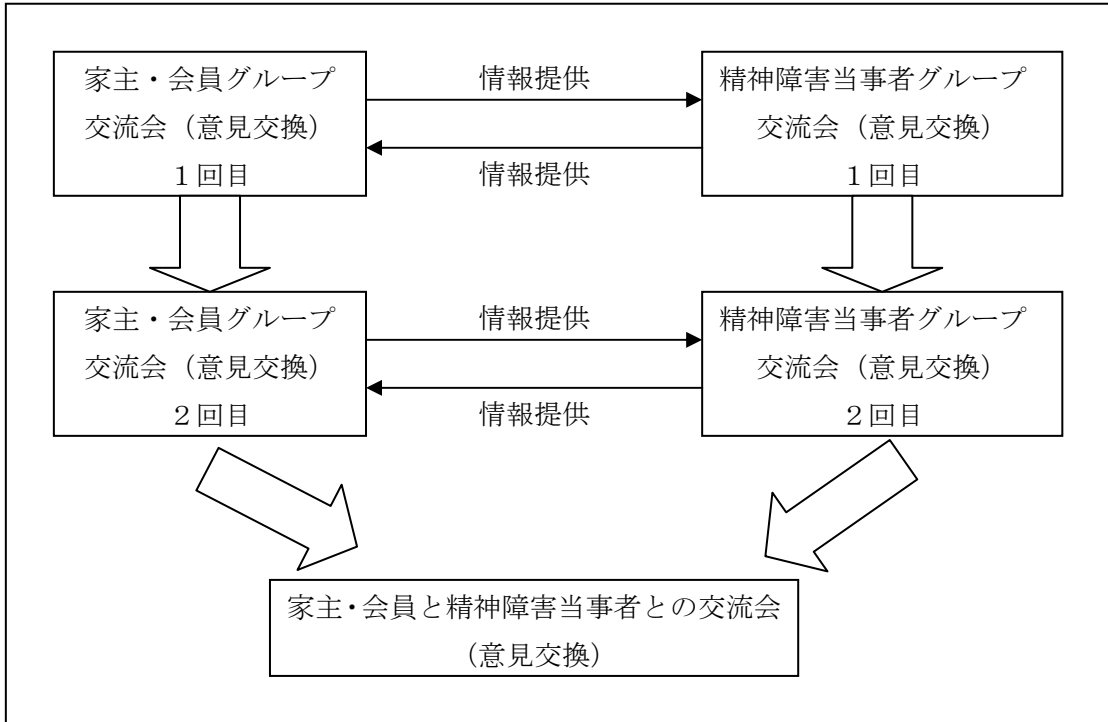 家主・会員グループ
交流会（意見交換）
１回目
情報提供
情報提供
精神障害当事者グループ
交流会（意見交換）
１回目
家主・会員グループ
交流会（意見交換）
２回目
情報提供
情報提供
精神障害当事者グループ
交流会（意見交換）
２回目
家主・会員と精神障害当事者との交流会
（意見交換）